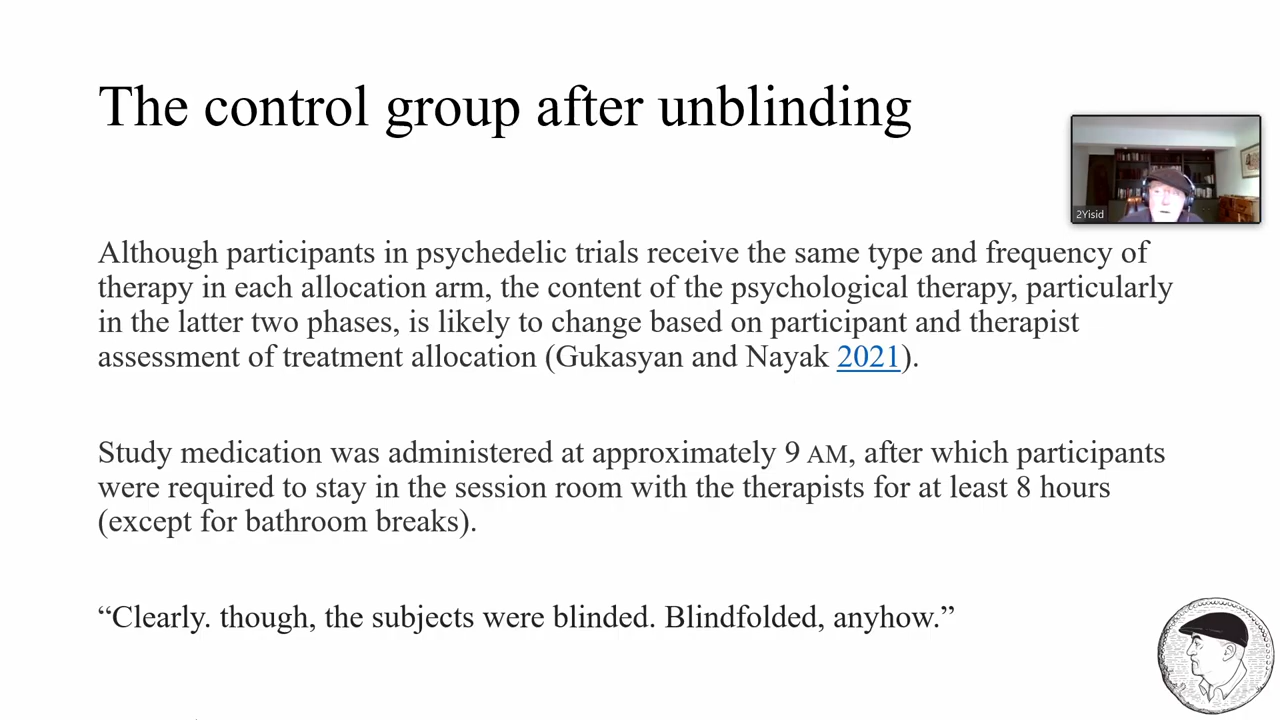 The control group after unblinding
2Yisid
Although participants in psychedelic trials receive the same type and frequency of
therapy in each allocation arm, the content of the psychological therapy, particularly
in the latter two phases, is likely to change based on participant and therapist
assessment of treatment allocation (Gukasyan and Nayak 2021).
Study medication was administered at approximately 9 AM, after which participants
were required to stay in the session room with the therapists for at least 8 hours
(except for bathroom breaks).
“Clearly. though, the subjects were blinded. Blindfolded, anyhow.”